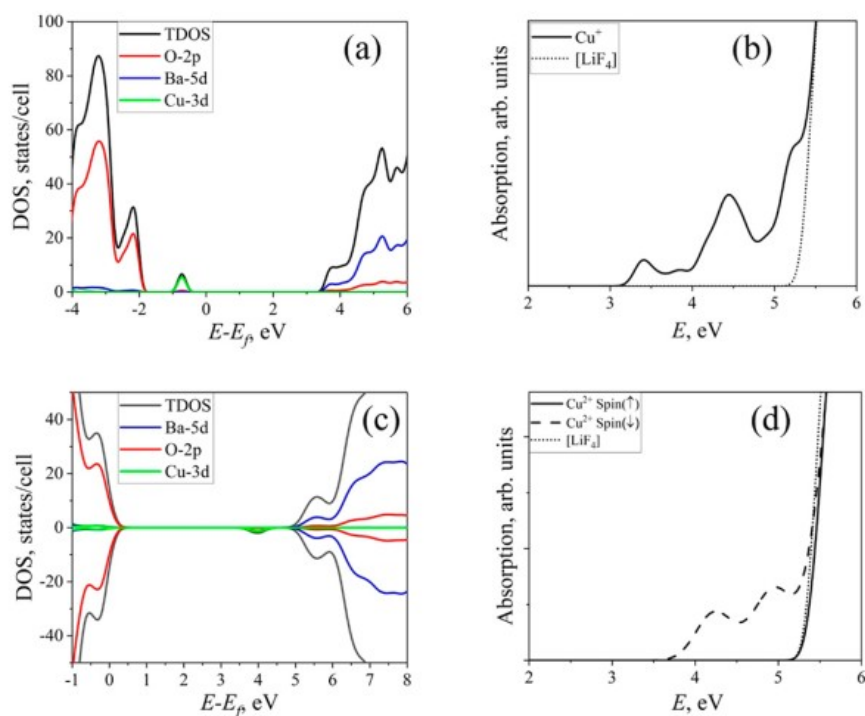 100
80
60
40
20
0
DOS, states/cell
TDOS
O-2p
Ba-5d
Cu-3d
(a)
-4 -2 0 2 4 6
E-Ef, eV
Absorption, arb. units
Cu+
[LiF4]
(b)
2 3 4 5 6
E, eV
40
20
0
-20
-40
DOS, states/cell
TDOS
Ba-5d
O-2p
Cu-3d
(c)
-1 0 1 2 3 4 5 6 7 8
E-Ef, eV
Absorption, arb. units
Cu2+ Spin(↑)
Cu2+ Spin(↓)
[LiF4]
(d)
2 3 4 5 6
E, eV